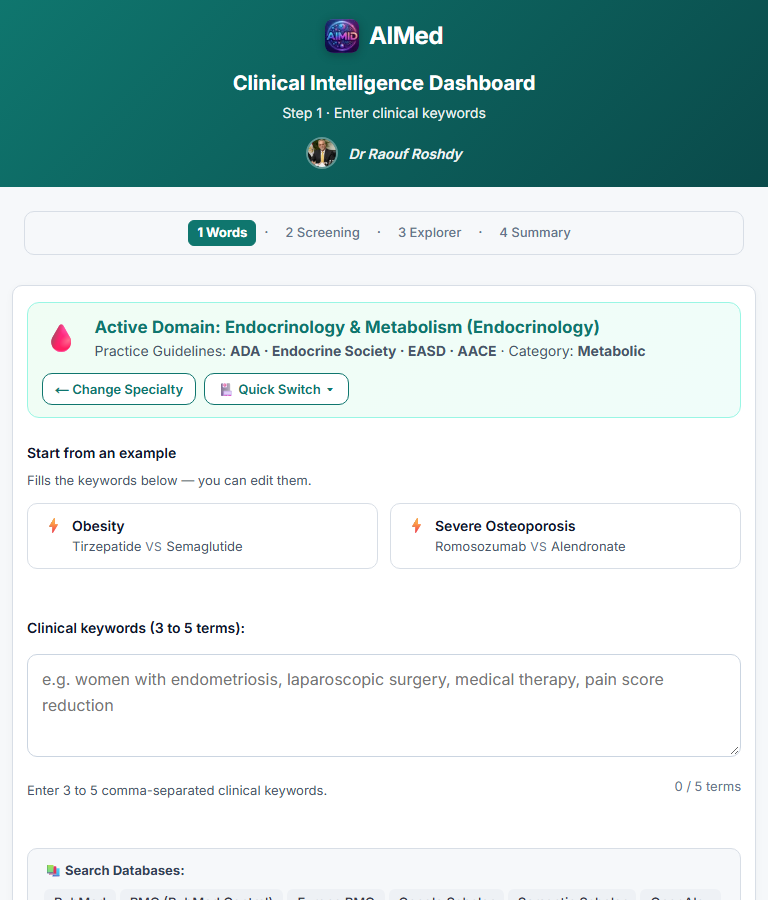 AIMID
AIMed
Clinical Intelligence Dashboard
Step 1 · Enter clinical keywords
Dr Raouf Roshdy
1 Words · 2 Screening · 3 Explorer · 4 Summary
Active Domain: Endocrinology & Metabolism (Endocrinology)
Practice Guidelines: ADA · Endocrine Society · EASD · AACE · Category: Metabolic
← Change Specialty
Quick Switch
Start from an example
Fills the keywords below — you can edit them.
Obesity
Tirzepatide VS Semaglutide
Severe Osteoporosis
Romosozumab VS Alendronate
Clinical keywords (3 to 5 terms):
e.g. women with endometriosis, laparoscopic surgery, medical therapy, pain score
reduction
Enter 3 to 5 comma-separated clinical keywords.
0 / 5 terms
Search Databases: